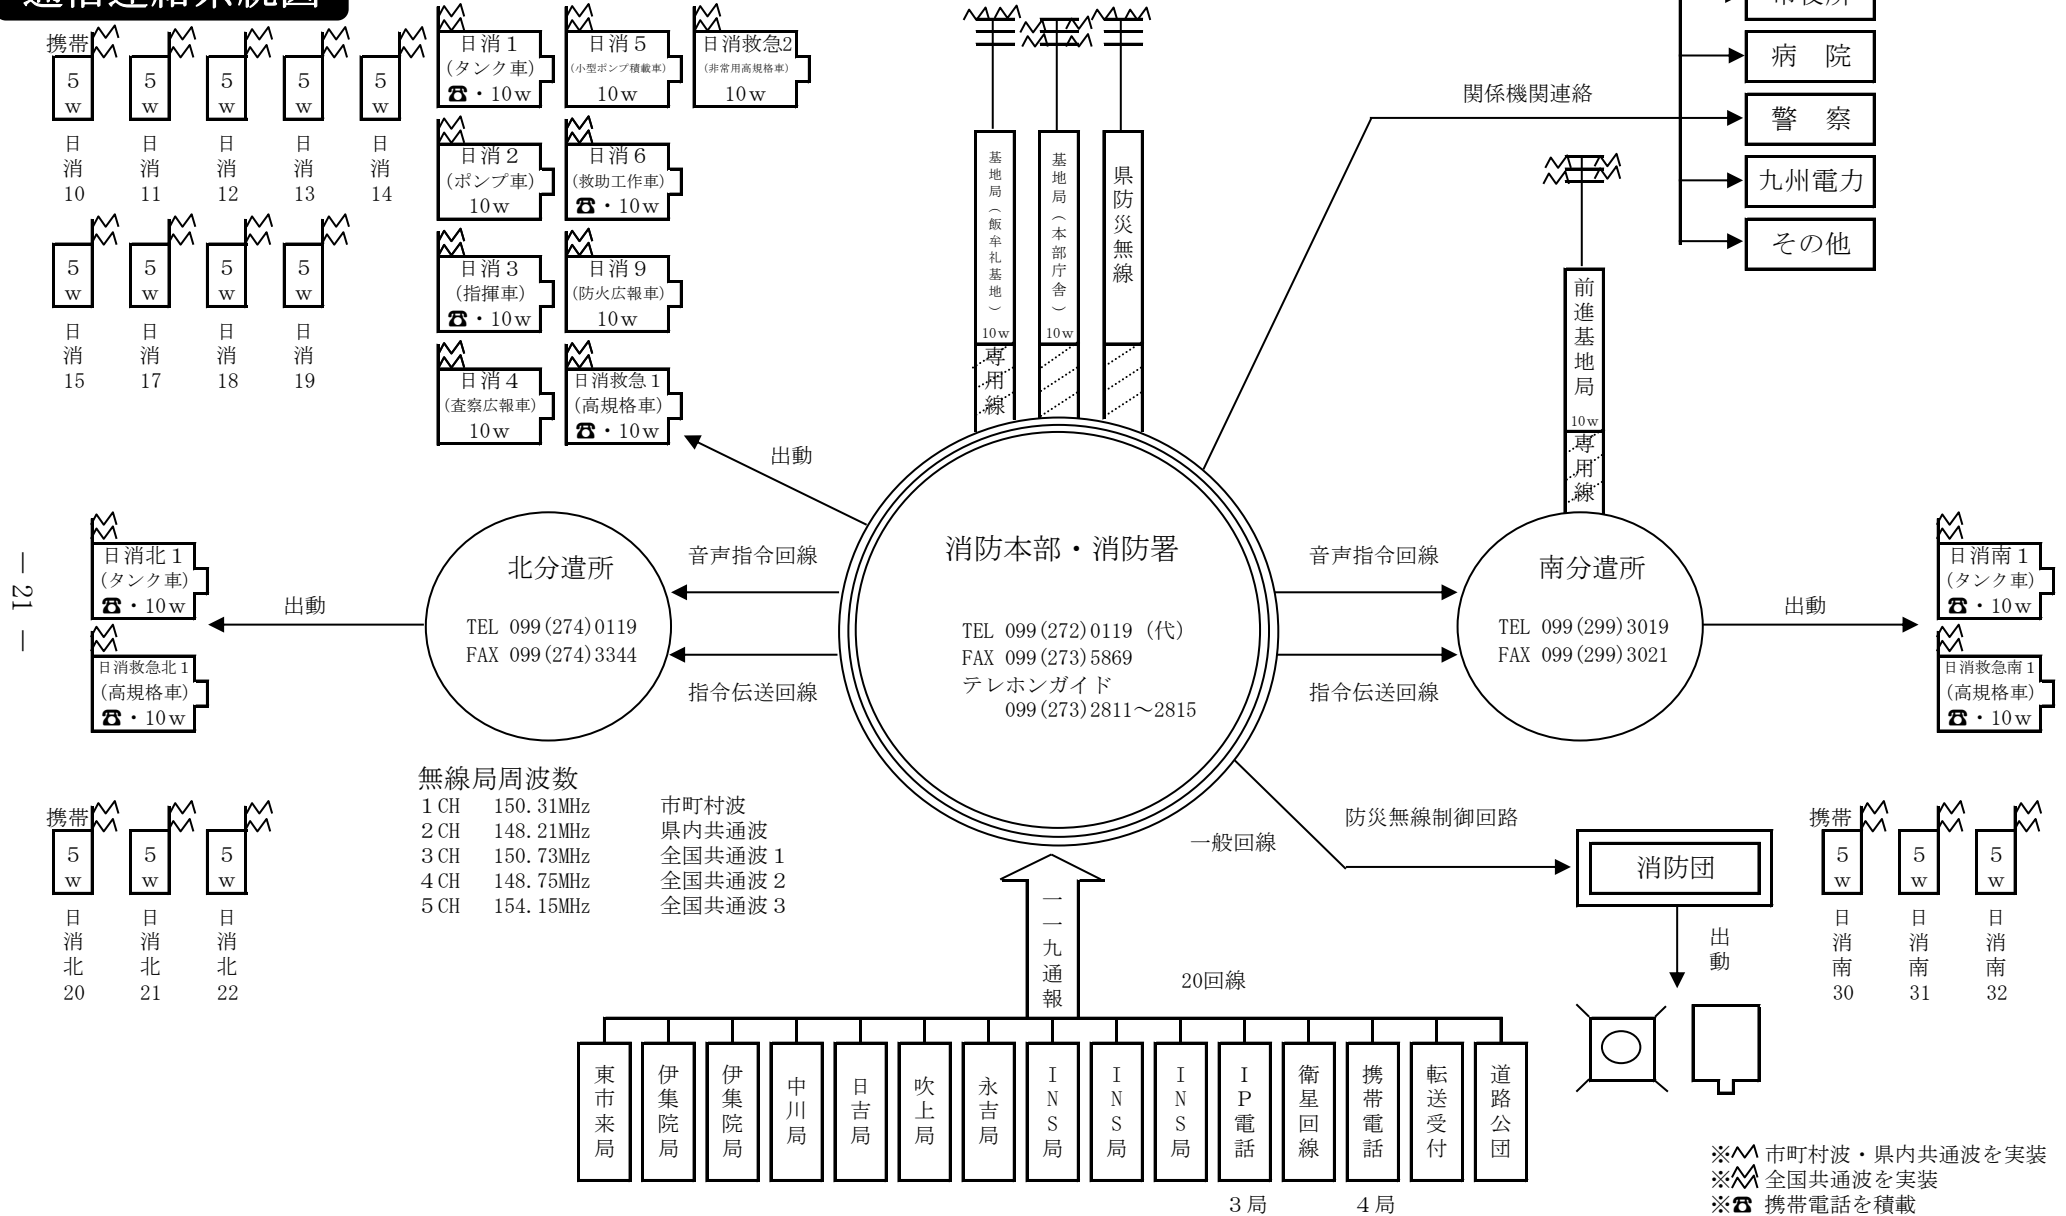 通信連絡系統図
携帯
5w
日消10
5w
日消11
5w
日消12
5w
日消13
5w
日消14
5w
日消15
5w
日消17
5w
日消18
5w
日消19
日消1
(タンク車)
☎・10w
日消5
(小型ポンプ積載車)
10w
日消救急2
(非常用高規格車)
10w
日消2
(ポンプ車)
10w
日消6
(救助工作車)
☎・10w
日消3
(指揮車)
☎・10w
日消9
(防火広報車)
10w
日消4
(査察広報車)
10w
日消救急1
(高規格車)
☎・10w
基地局(飯牟礼基地)
10w
専用線
基地局(本部庁舎)
10w
県防災無線
関係機関連絡
市役所
病 院
警 察
九州電力
その他
前進基地局
10w
専用線
出動
消防本部・消防署
TEL 099(272)0119 (代)
FAX 099(273)5869
テレホンガイド
099(273)2811～2815
音声指令回線
指令伝送回線
北分遣所
TEL 099(274)0119
FAX 099(274)3344
出動
日消北1
(タンク車)
☎・10w
日消救急北1
(高規格車)
☎・10w
音声指令回線
指令伝送回線
南分遣所
TEL 099(299)3019
FAX 099(299)3021
出動
日消南1
(タンク車)
☎・10w
日消救急南1
(高規格車)
☎・10w
― 21 ―
携帯
5w
日消北20
5w
日消北21
5w
日消北22
無線局周波数
1CH 150.31MHz 市町村波
2CH 148.21MHz 県内共通波
3CH 150.73MHz 全国共通波1
4CH 148.75MHz 全国共通波2
5CH 154.15MHz 全国共通波3
一般回線
防災無線制御回路
消防団
出動
携帯
5w
日消南30
5w
日消南31
5w
日消南32
一一九通報
20回線
東市来局
伊集院局
伊集院局
中川局
日吉局
吹上局
永吉局
INS局
INS局
INS局
IP電話
衛星回線
携帯電話
転送受付
道路公団
3局
4局
※ 市町村波・県内共通波を実装
※ 全国共通波を実装
※☎ 携帯電話を積載